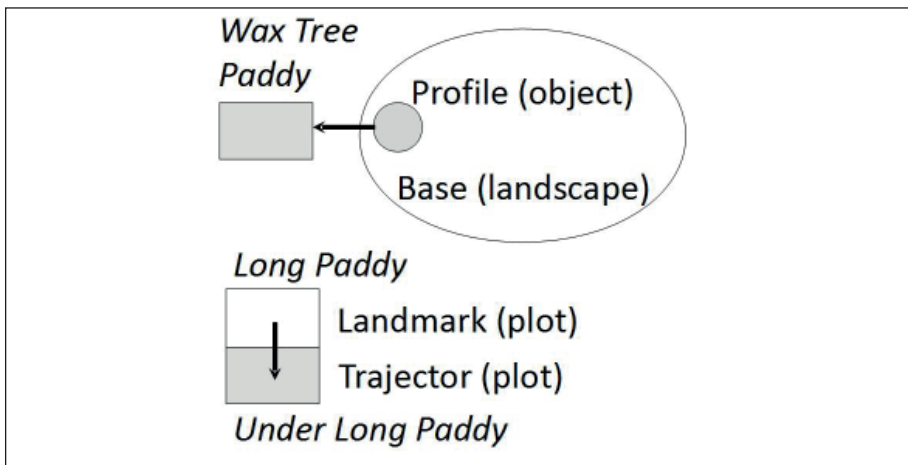 Wax Tree
Paddy
Profile (object)
Base (landscape)
Long Paddy
Landmark (plot)
Trajector (plot)
Under Long Paddy